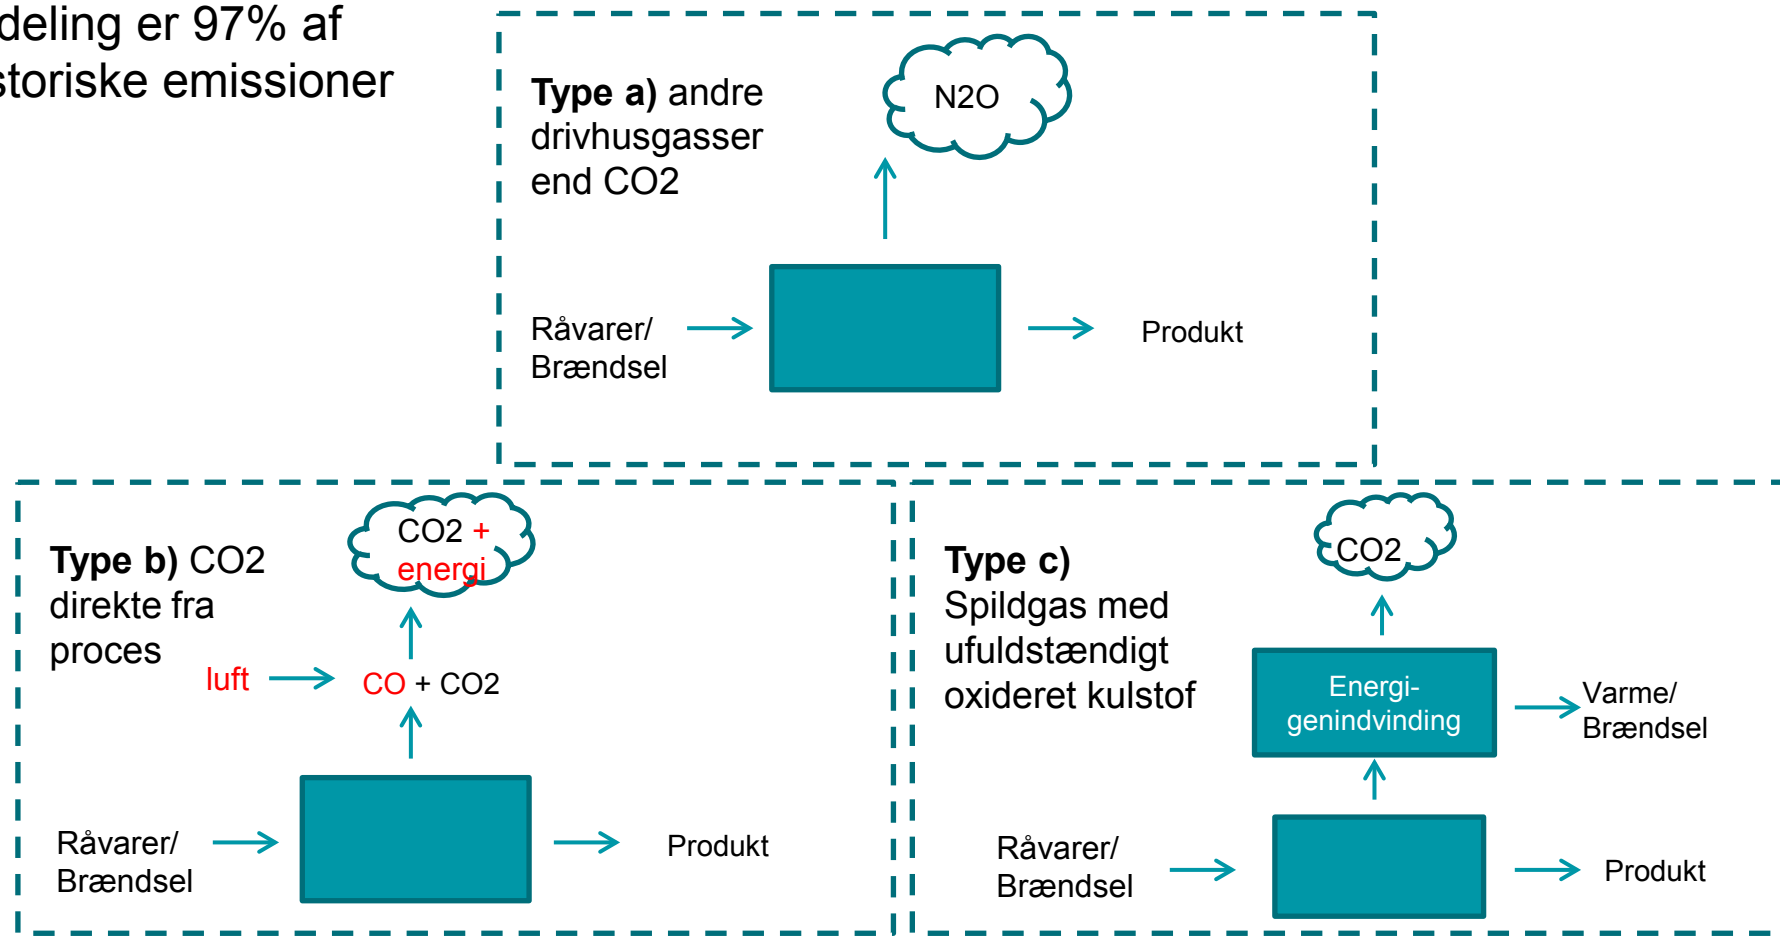 deling er 97% af
storiske emissioner
Type a) andre
drivhusgasser
end CO2
N2O
Råvarer/
Brændsel
Produkt
Type b) CO2
direkte fra
proces
CO2 +
energi
luft
CO + CO2
Råvarer/
Brændsel
Produkt
Type c)
Spildgas med
ufuldstændigt
oxideret kulstof
CO2
Energi-
genindvinding
Varme/
Brændsel
Råvarer/
Brændsel
Produkt